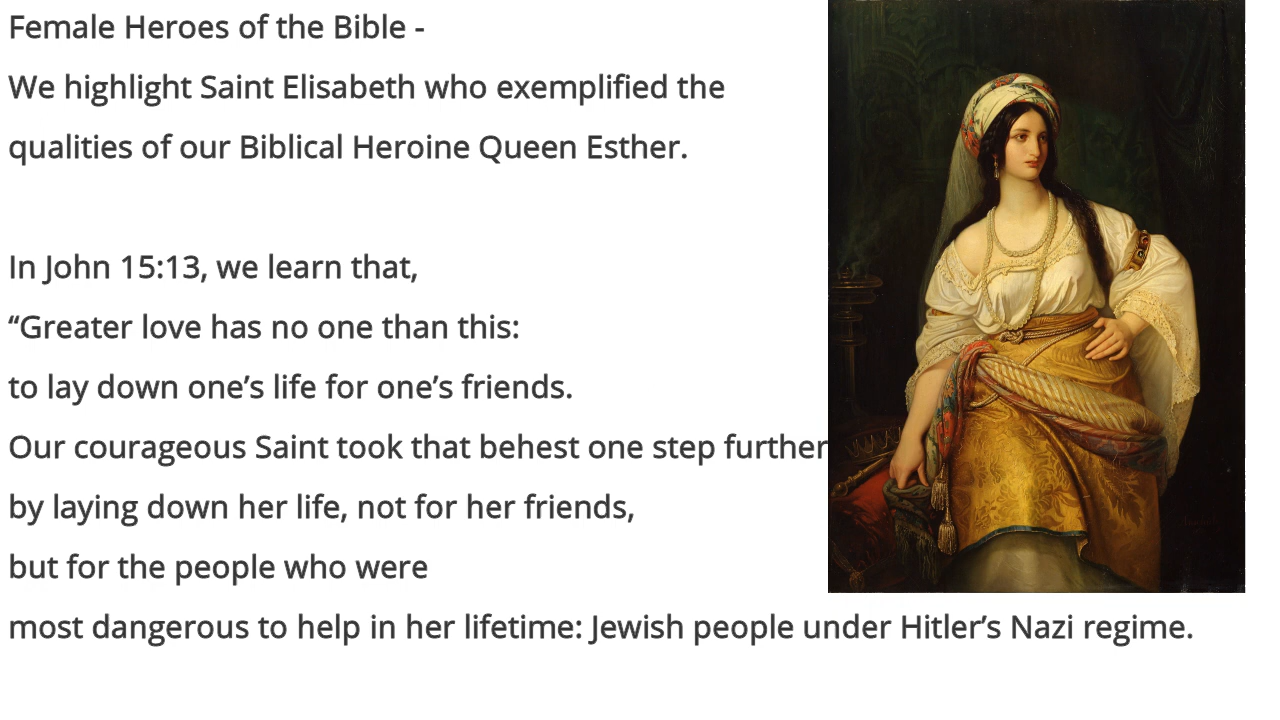 Female Heroes of the Bible -
We highlight Saint Elisabeth who exemplified the
qualities of our Biblical Heroine Queen Esther.
In John 15:13, we learn that,
“Greater love has no one than this:
to lay down one’s life for one’s friends.
Our courageous Saint took that behest one step further
by laying down her life, not for her friends,
but for the people who were
most dangerous to help in her lifetime: Jewish people under Hitler’s Nazi regime.